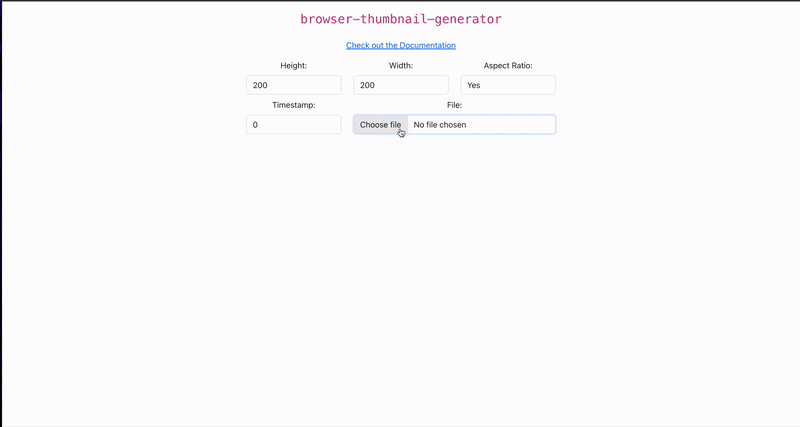 browser-thumbnail-generator
Check out the Documentation
Height: Width: Aspect Ratio:
200 200 Yes
Timestamp: File:
0 Choose file No file chosen